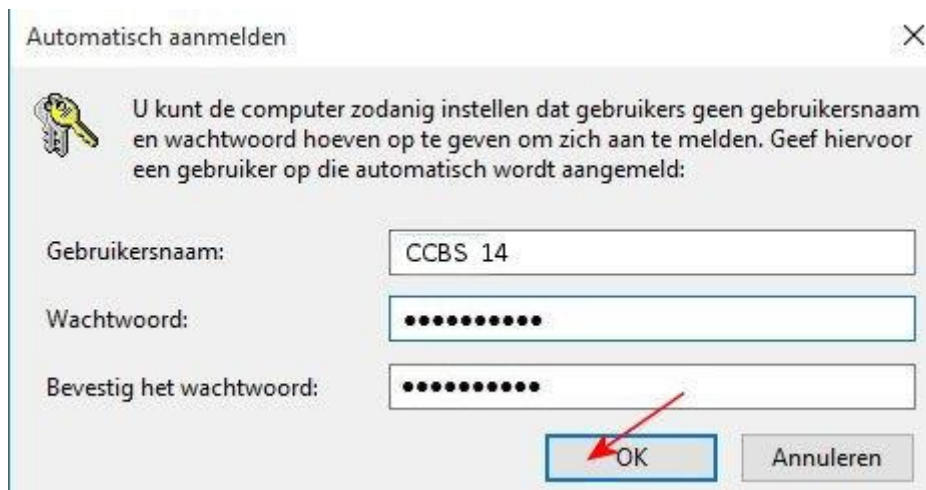 Automatisch aanmelden
U kunt de computer zodanig instellen dat gebruikers geen gebruikersnaam
en wachtwoord hoeven op te geven om zich aan te melden. Geef hiervoor
een gebruiker op die automatisch wordt aangemeld:
Gebruikersnaam: CCBS 14
Wachtwoord: ●●●●●●●●●●
Bevestig het wachtwoord: ●●●●●●●●●●
OK Annuleren